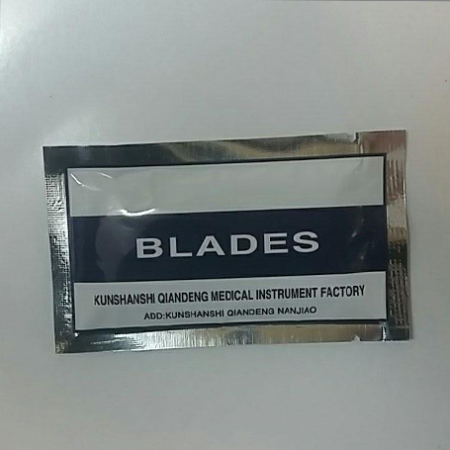 BLADES
KUNSHANSHI QIANDENG MEDICAL INSTRUMENT FACTORY
ADD:KUNSHANSHI QIANDENG NANJIAO